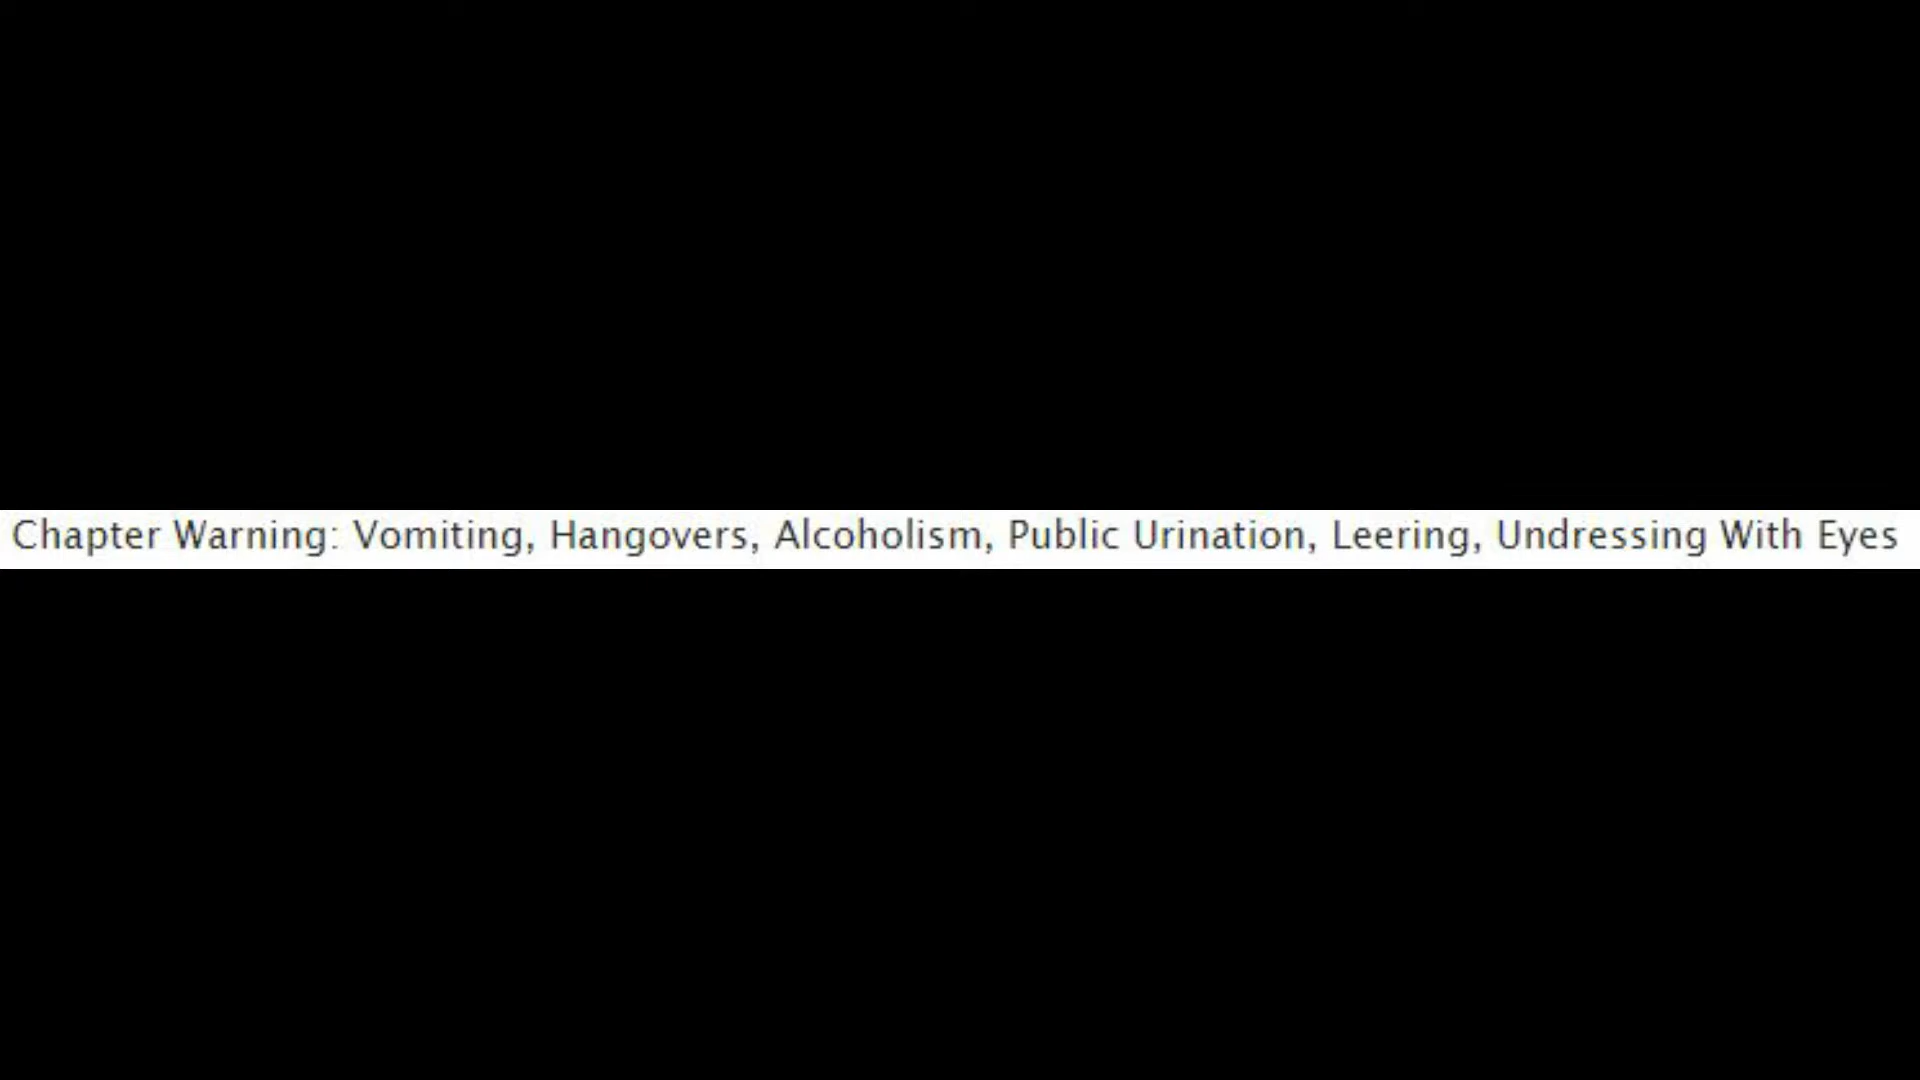 Chapter Warning: Vomiting, Hangovers, Alcoholism, Public Urination, Leering, Undressing With Eyes